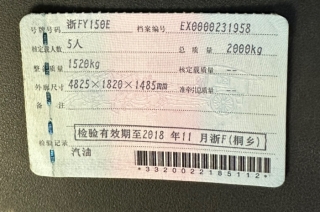 号牌号码 浙FY150E 档案编号 EX0000231958
核定载人数 5人 总质量 2000kg
整备质量 1520kg 核定载质量 --
外廓尺寸 4825×1820×1485mm 准牵引总质量 --
备注
检验有效期至2018年11月浙F(桐乡)
检验记录 汽油
*3320022185112*